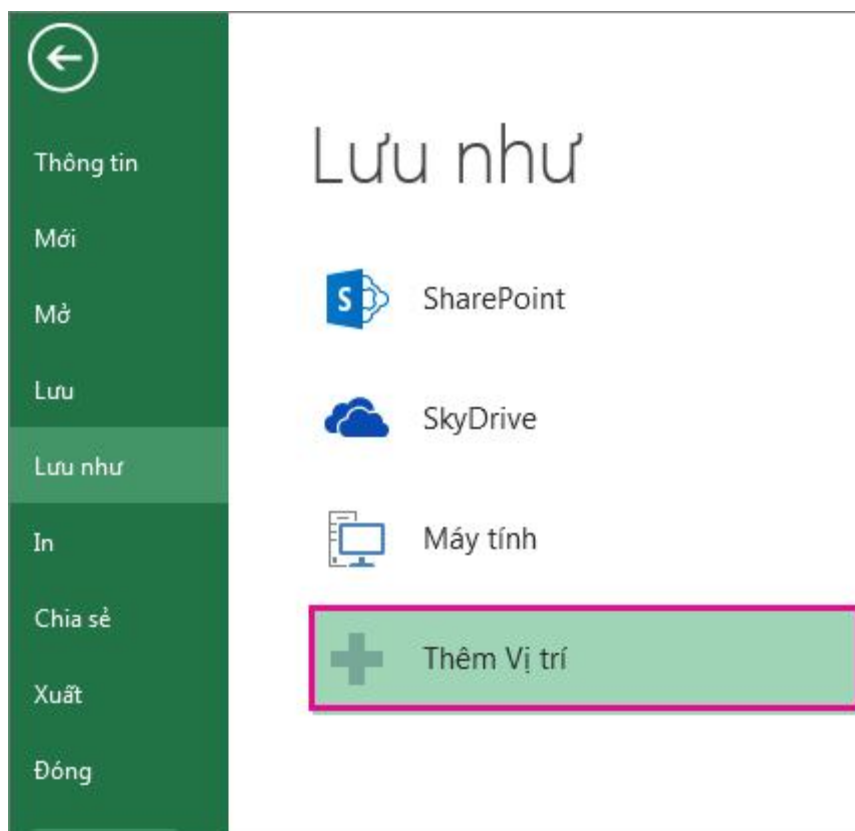 Thông tin
Mới
Mở
Lưu
Lưu như
In
Chia sẻ
Xuất
Đóng
Lưu như
S
SharePoint
SkyDrive
Máy tính
Thêm Vị trí